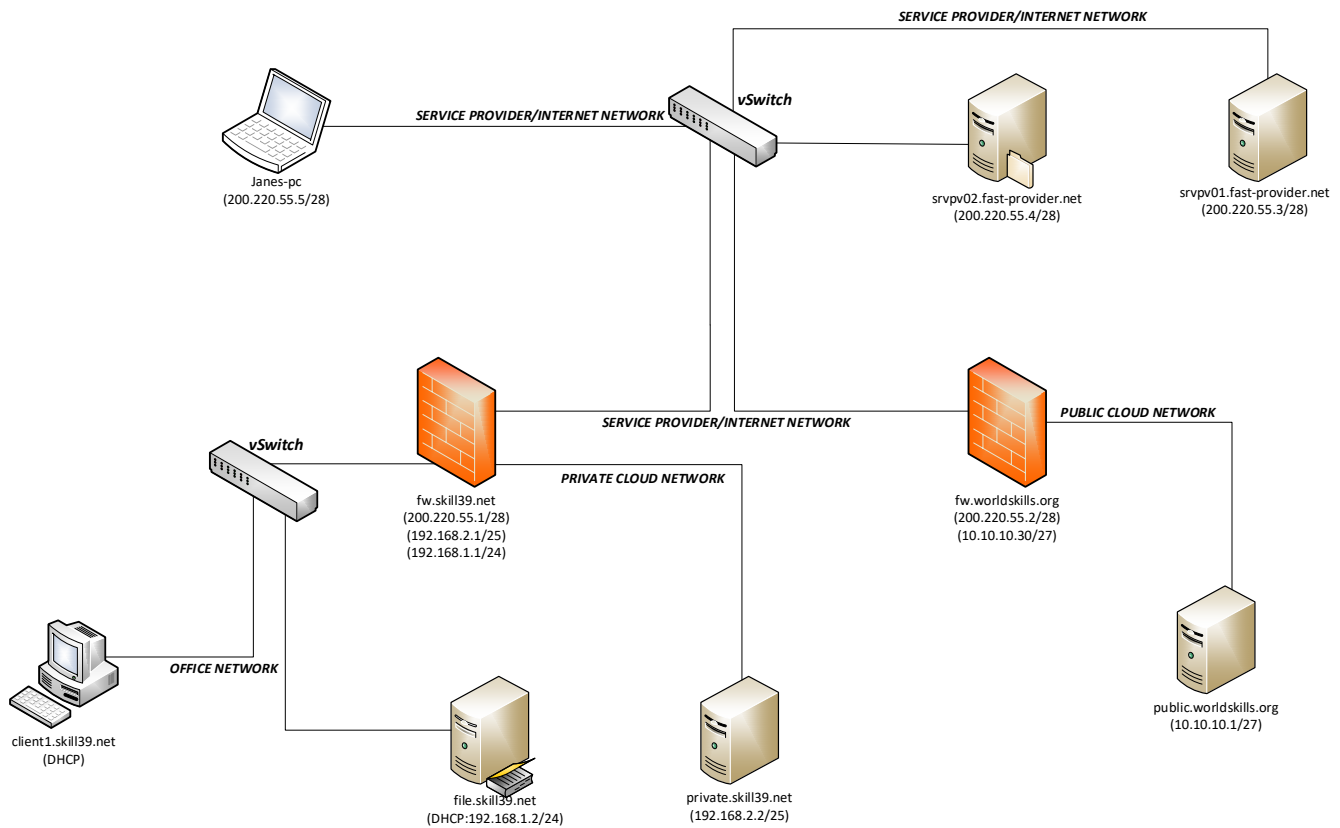 SERVICE PROVIDER/INTERNET NETWORK
vSwitch
SERVICE PROVIDER/INTERNET NETWORK
Janes-pc
(200.220.55.5/28)
srvpv02.fast-provider.net
(200.220.55.4/28)
srvpv01.fast-provider.net
(200.220.55.3/28)
PUBLIC CLOUD NETWORK
SERVICE PROVIDER/INTERNET NETWORK
vSwitch
PRIVATE CLOUD NETWORK
fw.skill39.net
(200.220.55.1/28)
(192.168.2.1/25)
(192.168.1.1/24)
fw.worldskills.org
(200.220.55.2/28)
(10.10.10.30/27)
OFFICE NETWORK
public.worldskills.org
(10.10.10.1/27)
client1.skill39.net
(DHCP)
file.skill39.net
(DHCP:192.168.1.2/24)
private.skill39.net
(192.168.2.2/25)